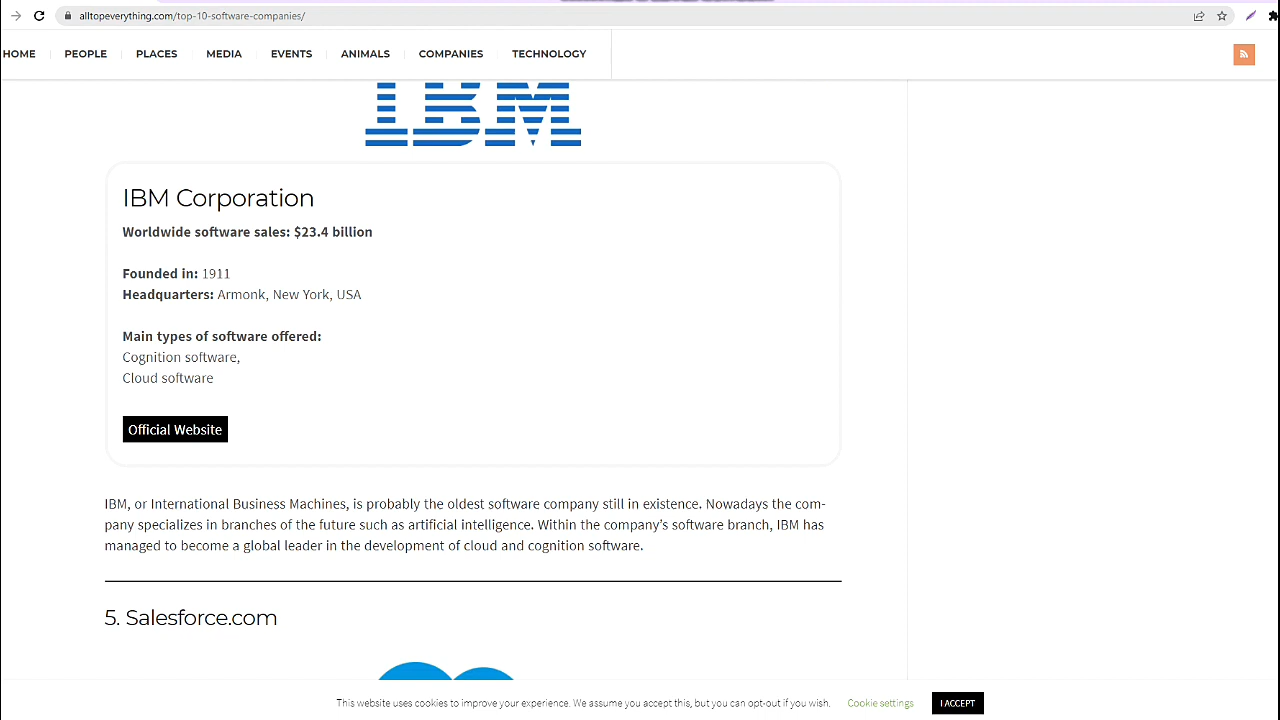 alltopeverything.com/top-10-software-companies/
HOME PEOPLE PLACES MEDIA EVENTS ANIMALS COMPANIES TECHNOLOGY
IBM
IBM Corporation
Worldwide software sales: $23.4 billion
Founded in: 1911
Headquarters: Armonk, New York, USA
Main types of software offered:
Cognition software,
Cloud software
Official Website
IBM, or International Business Machines, is probably the oldest software company still in existence. Nowadays the com-
pany specializes in branches of the future such as artificial intelligence. Within the company’s software branch, IBM has
managed to become a global leader in the development of cloud and cognition software.
5. Salesforce.com
This website uses cookies to improve your experience. We assume you accept this, but you can opt-out if you wish. Cookie settings I ACCEPT